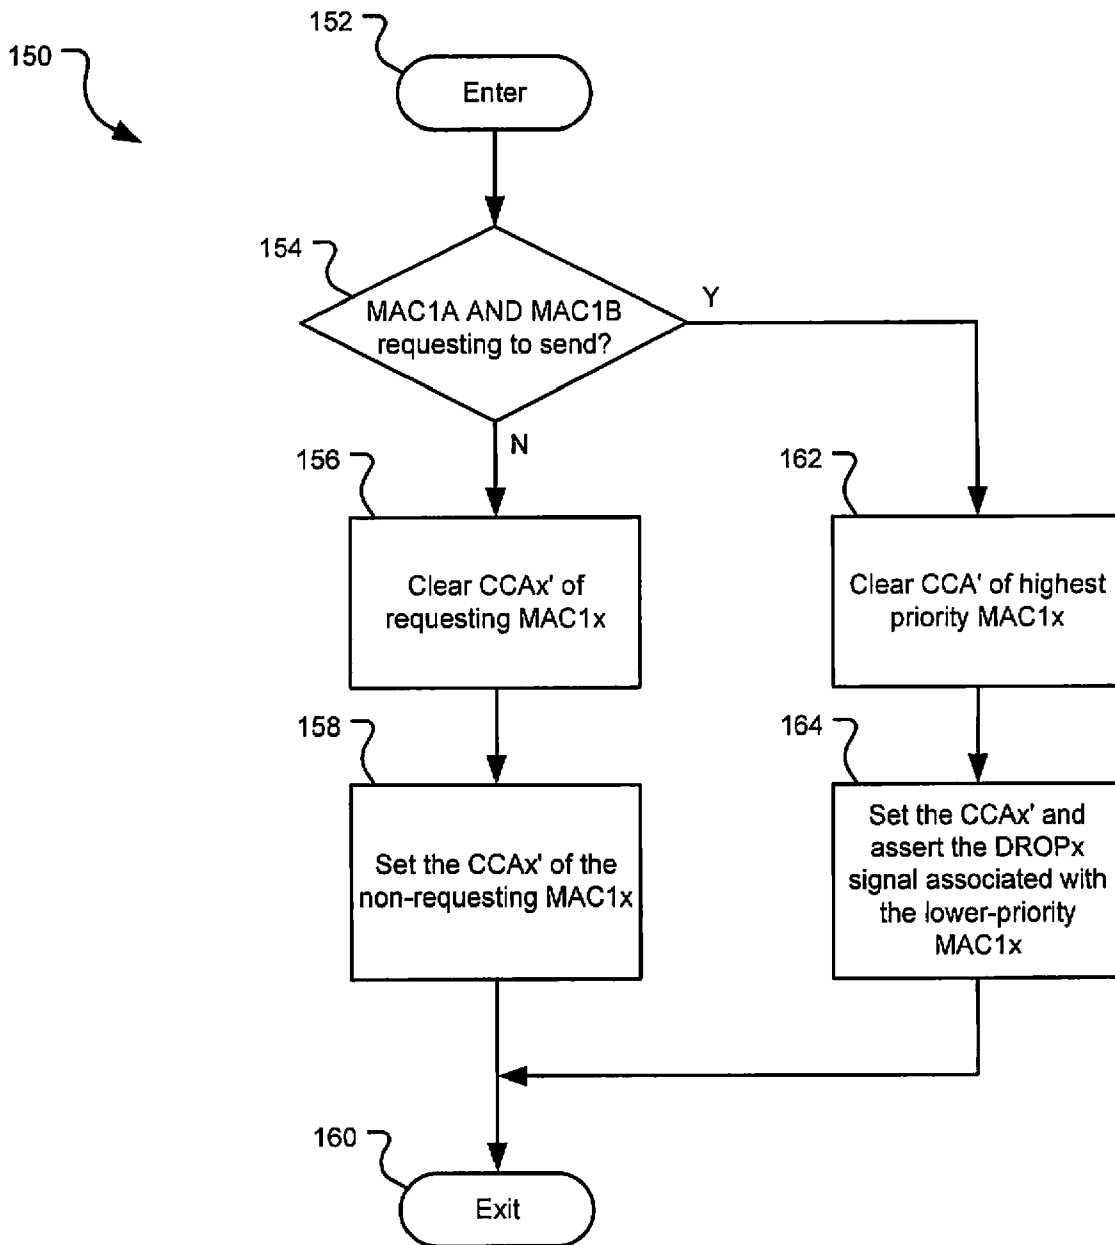 150
152
Enter
154
MAC1A AND MAC1B
requesting to send?
Y
N
156
Clear CCAx' of
requesting MAC1x
162
Clear CCA' of highest
priority MAC1x
158
Set the CCAx' of the
non-requesting MAC1x
164
Set the CCAx' and
assert the DROPx
signal associated with
the lower-priority
MAC1x
160
Exit